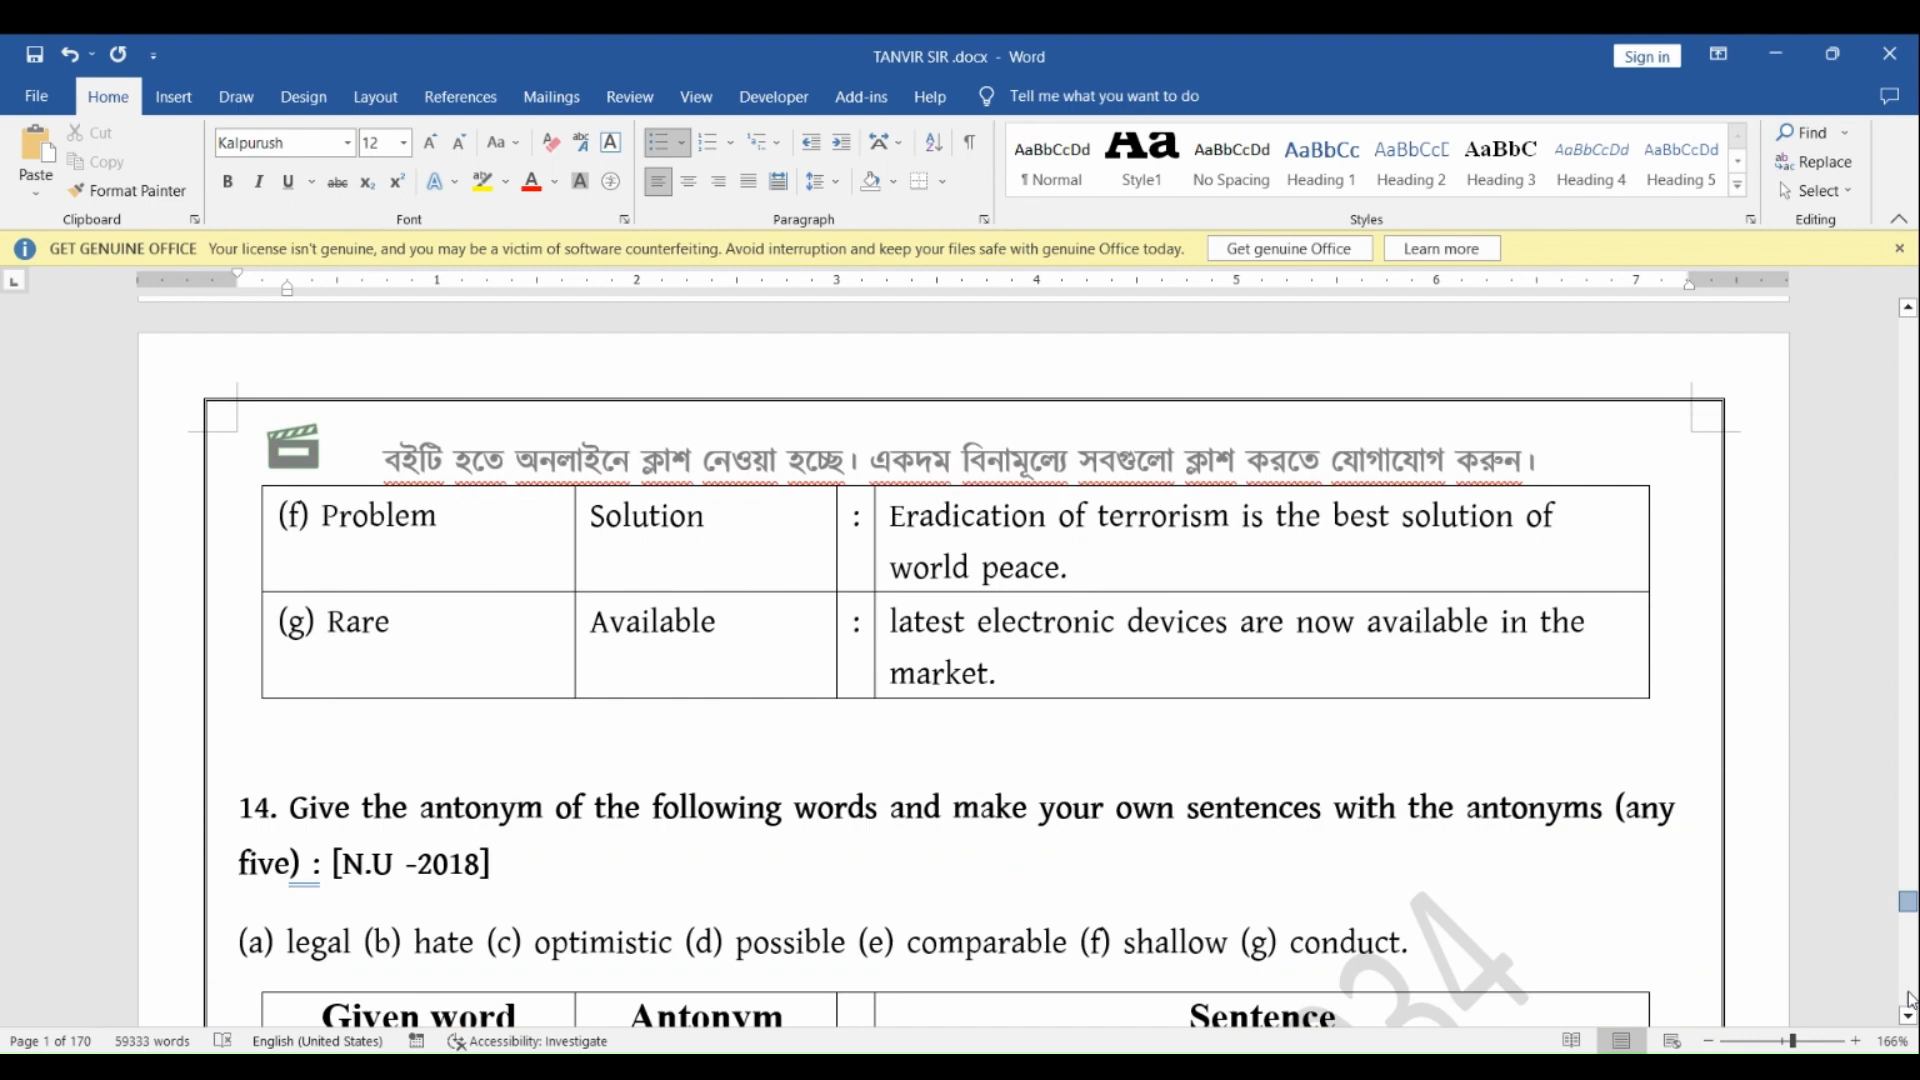 TANVIR SIR .docx - Word
Sign in
File Home Insert Draw Design Layout References Mailings Review View Developer Add-ins Help Tell me what you want to do
Paste Cut Copy Format Painter Clipboard
Kalpurush 12 Font
Paragraph
AaBbCcDd Aa AaBbCcDd AaBbCc AaBbCcD AaBbC AaBbCcDd AaBbCcDd
¶ Normal Style1 No Spacing Heading 1 Heading 2 Heading 3 Heading 4 Heading 5
Styles
Find Replace Select Editing
GET GENUINE OFFICE Your license isn't genuine, and you may be a victim of software counterfeiting. Avoid interruption and keep your files safe with genuine Office today. Get genuine Office Learn more
1 2 3 4 5 6 7
বইটি হতে অনলাইনে ক্লাশ নেওয়া হচ্ছে। একদম বিনামূল্যে সবগুলো ক্লাশ করতে যোগাযোগ করুন।
(f) Problem Solution : Eradication of terrorism is the best solution of
world peace.
(g) Rare Available : latest electronic devices are now available in the
market.
14. Give the antonym of the following words and make your own sentences with the antonyms (any
five) : [N.U -2018]
(a) legal (b) hate (c) optimistic (d) possible (e) comparable (f) shallow (g) conduct.
Given word Antonym Sentence
Page 1 of 170 59333 words English (United States) Accessibility: Investigate 166%